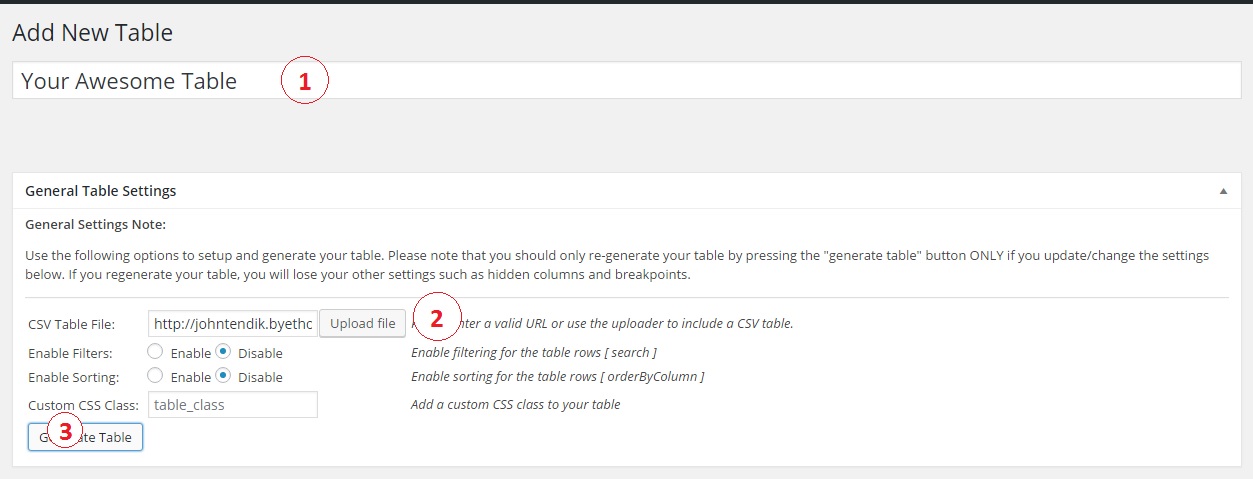 Add New Table
Your Awesome Table
1
General Table Settings
General Settings Note:
Use the following options to setup and generate your table. Please note that you should only re-generate your table by pressing the "generate table" button ONLY if you update/change the settings
below. If you regenerate your table, you will lose your other settings such as hidden columns and breakpoints.
CSV Table File: http://johntendik.byethc Upload file 2 enter a valid URL or use the uploader to include a CSV table.
Enable Filters: Enable Disable Enable filtering for the table rows [ search ]
Enable Sorting: Enable Disable Enable sorting for the table rows [ orderByColumn ]
Custom CSS Class: table_class Add a custom CSS class to your table
3 Table